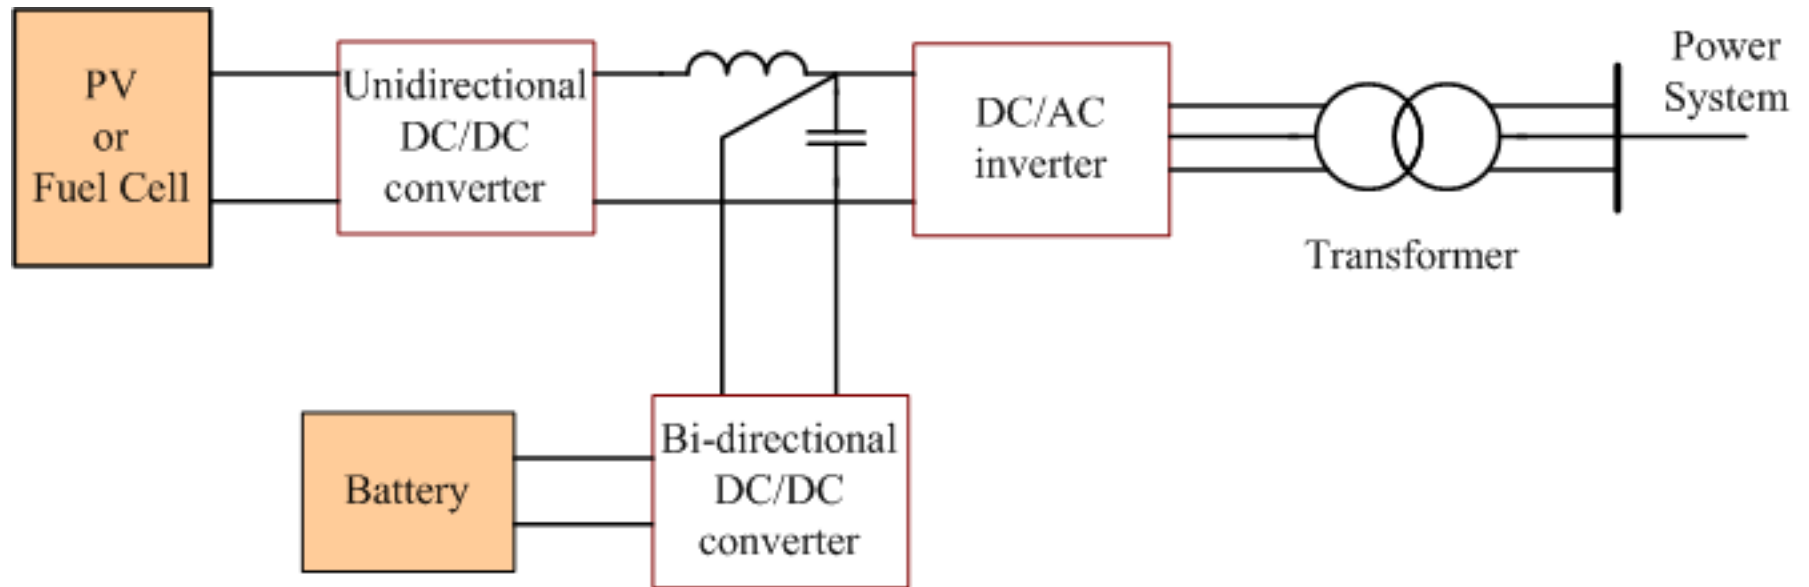 PV
or
Fuel Cell
Unidirectional
DC/DC
converter
DC/AC
inverter
Power
System
Transformer
Battery
Bi-directional
DC/DC
converter